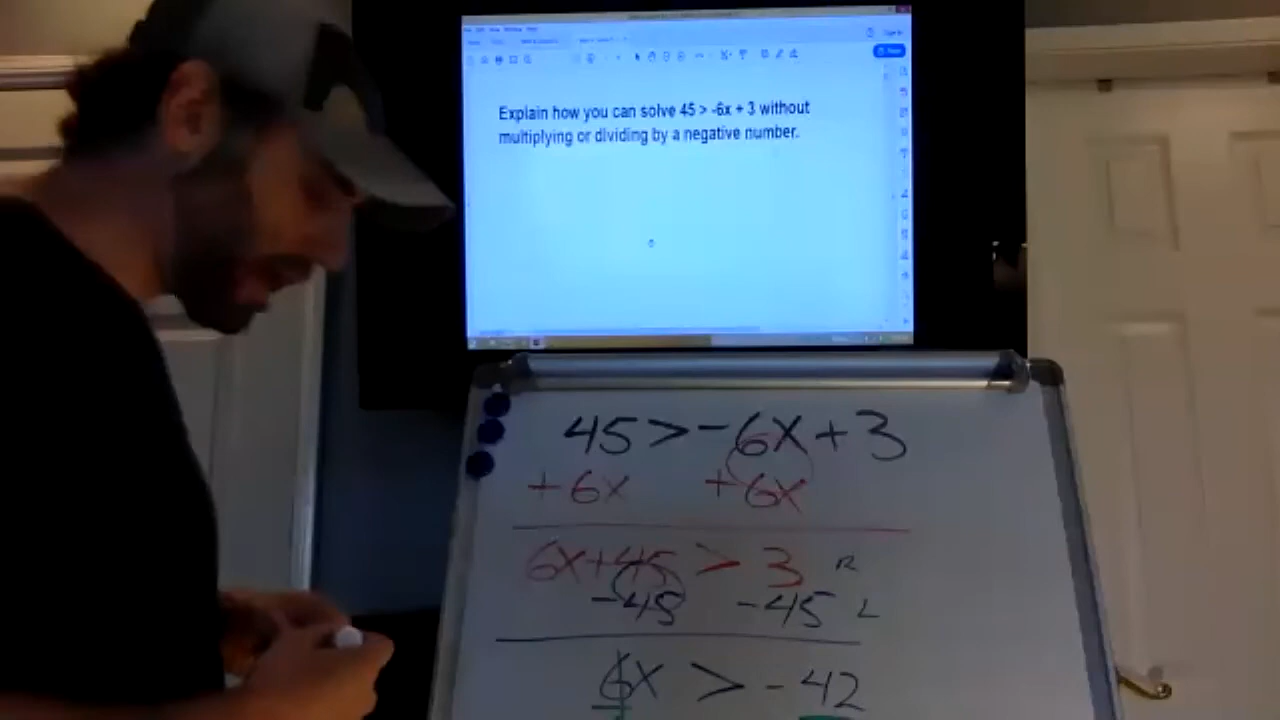 Explain how you can solve 45 > -6x + 3 without
multiplying or dividing by a negative number.
45 > -6x + 3
+6x +6x
6x+45 > 3 R
-45 -45 L
6x > -42